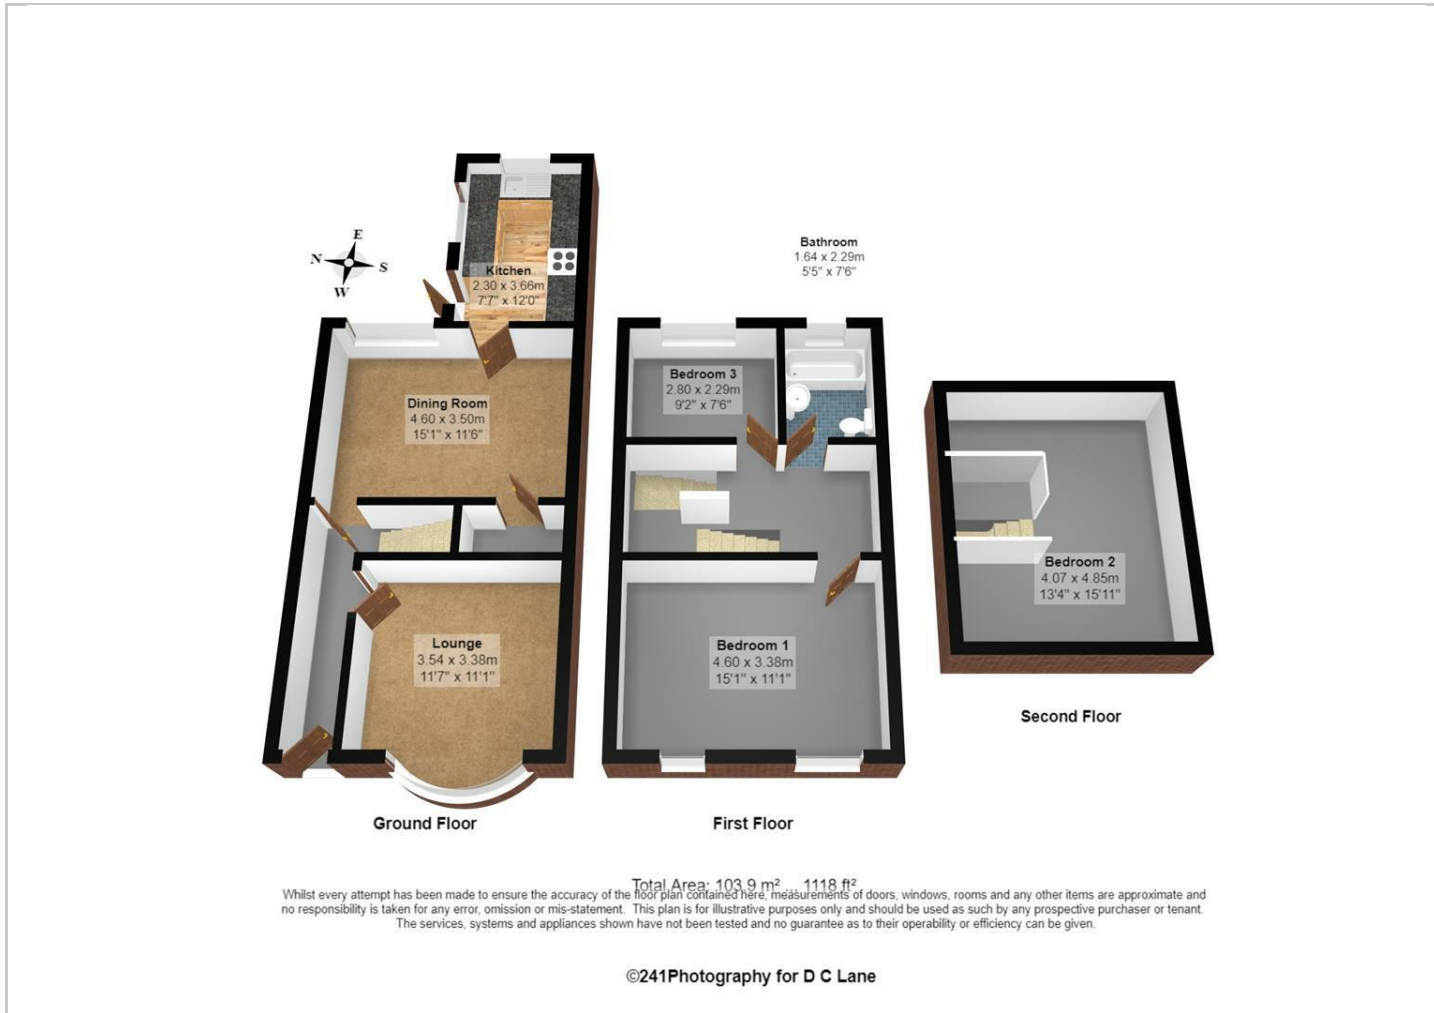 E
N
S
W
Kitchen
2.30 x 3.66m
7'7" x 12'0"
Dining Room
4.60 x 3.50m
15'1" x 11'6"
Lounge
3.54 x 3.38m
11'7" x 11'1"
Ground Floor
Bathroom
1.64 x 2.29m
5'5" x 7'6"
Bedroom 3
2.80 x 2.29m
9'2" x 7'6"
Bedroom 1
4.60 x 3.38m
15'1" x 11'1"
First Floor
Bedroom 2
4.07 x 4.85m
13'4" x 15'11"
Second Floor
Total Area: 103.9 m² ... 1118 ft²
Whilst every attempt has been made to ensure the accuracy of the floor plan contained here, measurements of doors, windows, rooms and any other items are approximate and
no responsibility is taken for any error, omission or mis-statement. This plan is for illustrative purposes only and should be used as such by any prospective purchaser or tenant.
The services, systems and appliances shown have not been tested and no guarantee as to their operability or efficiency can be given.
©241Photography for D C Lane